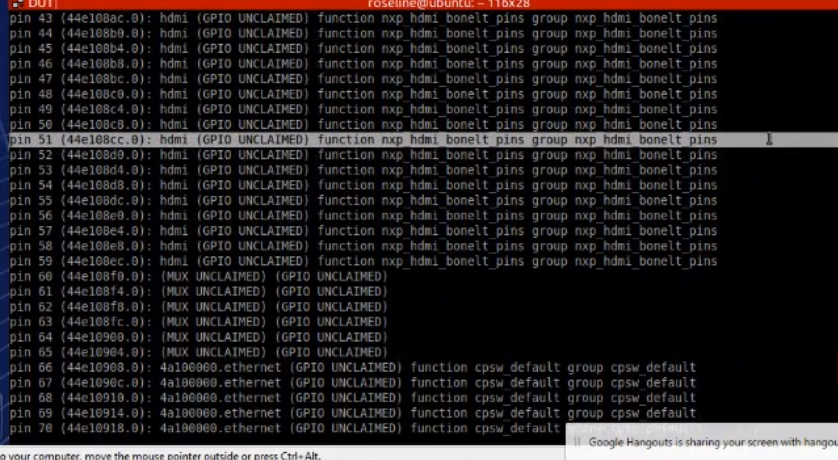 DUT
roseline@ubuntu: ~ 116x28
pin 43 (44e108ac.0): hdmi (GPIO UNCLAIMED) function nxp_hdmi_bonelt_pins group nxp_hdmi_bonelt_pins
pin 44 (44e108b0.0): hdmi (GPIO UNCLAIMED) function nxp_hdmi_bonelt_pins group nxp_hdmi_bonelt_pins
pin 45 (44e108b4.0): hdmi (GPIO UNCLAIMED) function nxp_hdmi_bonelt_pins group nxp_hdmi_bonelt_pins
pin 46 (44e108b8.0): hdmi (GPIO UNCLAIMED) function nxp_hdmi_bonelt_pins group nxp_hdmi_bonelt_pins
pin 47 (44e108bc.0): hdmi (GPIO UNCLAIMED) function nxp_hdmi_bonelt_pins group nxp_hdmi_bonelt_pins
pin 48 (44e108c0.0): hdmi (GPIO UNCLAIMED) function nxp_hdmi_bonelt_pins group nxp_hdmi_bonelt_pins
pin 49 (44e108c4.0): hdmi (GPIO UNCLAIMED) function nxp_hdmi_bonelt_pins group nxp_hdmi_bonelt_pins
pin 50 (44e108c8.0): hdmi (GPIO UNCLAIMED) function nxp_hdmi_bonelt_pins group nxp_hdmi_bonelt_pins
pin 51 (44e108cc.0): hdmi (GPIO UNCLAIMED) function nxp_hdmi_bonelt_pins group nxp_hdmi_bonelt_pins
pin 52 (44e108d0.0): hdmi (GPIO UNCLAIMED) function nxp_hdmi_bonelt_pins group nxp_hdmi_bonelt_pins
pin 53 (44e108d4.0): hdmi (GPIO UNCLAIMED) function nxp_hdmi_bonelt_pins group nxp_hdmi_bonelt_pins
pin 54 (44e108d8.0): hdmi (GPIO UNCLAIMED) function nxp_hdmi_bonelt_pins group nxp_hdmi_bonelt_pins
pin 55 (44e108dc.0): hdmi (GPIO UNCLAIMED) function nxp_hdmi_bonelt_pins group nxp_hdmi_bonelt_pins
pin 56 (44e108e0.0): hdmi (GPIO UNCLAIMED) function nxp_hdmi_bonelt_pins group nxp_hdmi_bonelt_pins
pin 57 (44e108e4.0): hdmi (GPIO UNCLAIMED) function nxp_hdmi_bonelt_pins group nxp_hdmi_bonelt_pins
pin 58 (44e108e8.0): hdmi (GPIO UNCLAIMED) function nxp_hdmi_bonelt_pins group nxp_hdmi_bonelt_pins
pin 59 (44e108ec.0): hdmi (GPIO UNCLAIMED) function nxp_hdmi_bonelt_pins group nxp_hdmi_bonelt_pins
pin 60 (44e108f0.0): (MUX UNCLAIMED) (GPIO UNCLAIMED)
pin 61 (44e108f4.0): (MUX UNCLAIMED) (GPIO UNCLAIMED)
pin 62 (44e108f8.0): (MUX UNCLAIMED) (GPIO UNCLAIMED)
pin 63 (44e108fc.0): (MUX UNCLAIMED) (GPIO UNCLAIMED)
pin 64 (44e10900.0): (MUX UNCLAIMED) (GPIO UNCLAIMED)
pin 65 (44e10904.0): (MUX UNCLAIMED) (GPIO UNCLAIMED)
pin 66 (44e10908.0): 4a100000.ethernet (GPIO UNCLAIMED) function cpsw_default group cpsw_default
pin 67 (44e1090c.0): 4a100000.ethernet (GPIO UNCLAIMED) function cpsw_default group cpsw_default
pin 68 (44e10910.0): 4a100000.ethernet (GPIO UNCLAIMED) function cpsw_default group cpsw_default
pin 69 (44e10914.0): 4a100000.ethernet (GPIO UNCLAIMED) function cpsw_default group cpsw_default
pin 70 (44e10918.0): 4a100000.ethernet (GPIO UNCLAIMED) function cpsw_default
Google Hangouts is sharing your screen with hangou
o your computer, move the mouse pointer outside or press Ctrl+Alt.